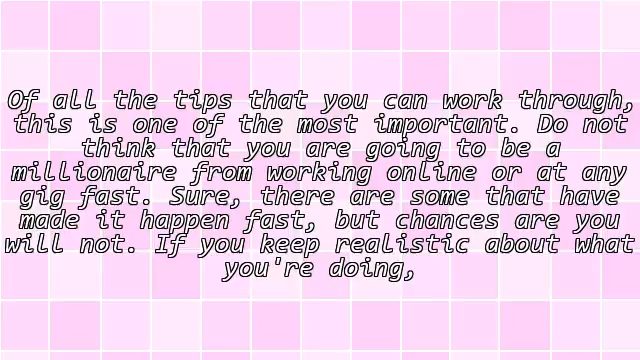 Of all the tips that you can work through,
this is one of the most important. Do not
think that you are going to be a
millionaire from working online or at any
gig fast. Sure, there are some that have
made it happen fast, but chances are you
will not. If you keep realistic about what
you're doing,